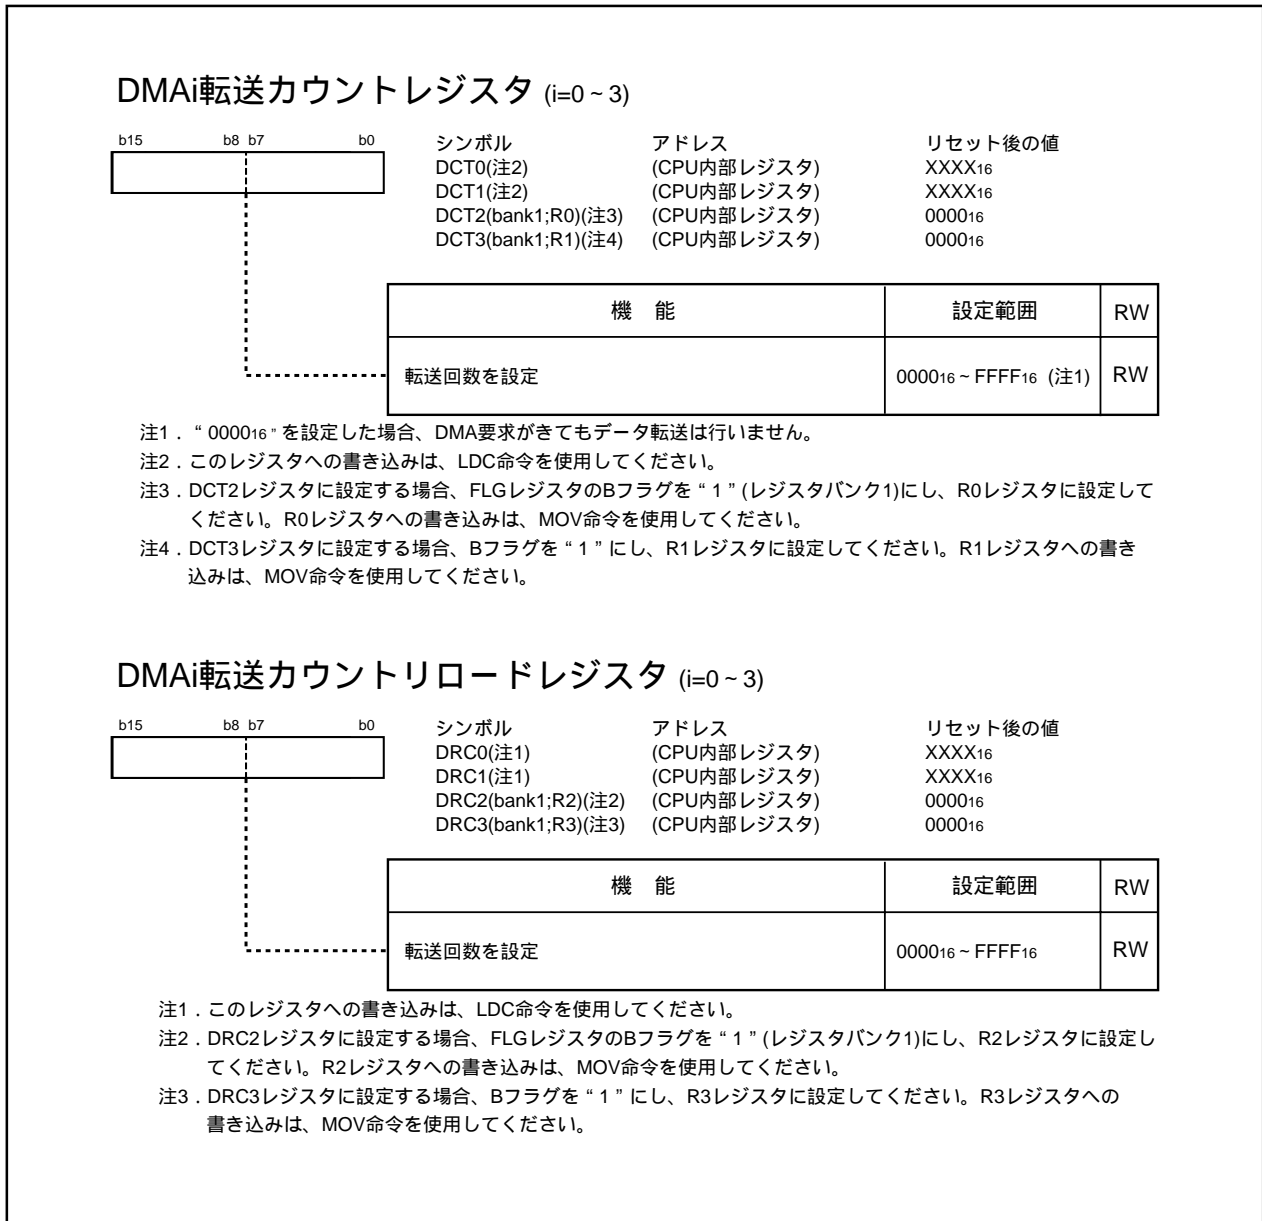 DMAi転送カウントレジスタ (i=0 ~ 3)
b15 b8 b7 b0 シンボル アドレス リセット後の値
DCT0(注2) (CPU内部レジスタ) XXXX16
DCT1(注2) (CPU内部レジスタ) XXXX16
DCT2(bank1;R0)(注3) (CPU内部レジスタ) 000016
DCT3(bank1;R1)(注4) (CPU内部レジスタ) 000016
機 能 設定範囲 RW
転送回数を設定 000016 ~ FFFF16 (注1) RW
注1．“ 000016 ” を設定した場合、DMA要求がきてもデータ転送は行いません。
注2．このレジスタへの書き込みは、LDC命令を使用してください。
注3．DCT2レジスタに設定する場合、FLGレジスタのBフラグを “ 1 ” (レジスタバンク1)にし、R0レジスタに設定して
ください。R0レジスタへの書き込みは、MOV命令を使用してください。
注4．DCT3レジスタに設定する場合、Bフラグを “ 1 ” にし、R1レジスタに設定してください。R1レジスタへの書き
込みは、MOV命令を使用してください。
DMAi転送カウントリロードレジスタ (i=0 ~ 3)
b15 b8 b7 b0 シンボル アドレス リセット後の値
DRC0(注1) (CPU内部レジスタ) XXXX16
DRC1(注1) (CPU内部レジスタ) XXXX16
DRC2(bank1;R2)(注2) (CPU内部レジスタ) 000016
DRC3(bank1;R3)(注3) (CPU内部レジスタ) 000016
機 能 設定範囲 RW
転送回数を設定 000016 ~ FFFF16 RW
注1．このレジスタへの書き込みは、LDC命令を使用してください。
注2．DRC2レジスタに設定する場合、FLGレジスタのBフラグを “ 1 ” (レジスタバンク1)にし、R2レジスタに設定し
てください。R2レジスタへの書き込みは、MOV命令を使用してください。
注3．DRC3レジスタに設定する場合、Bフラグを “ 1 ” にし、R3レジスタに設定してください。R3レジスタへの
書き込みは、MOV命令を使用してください。